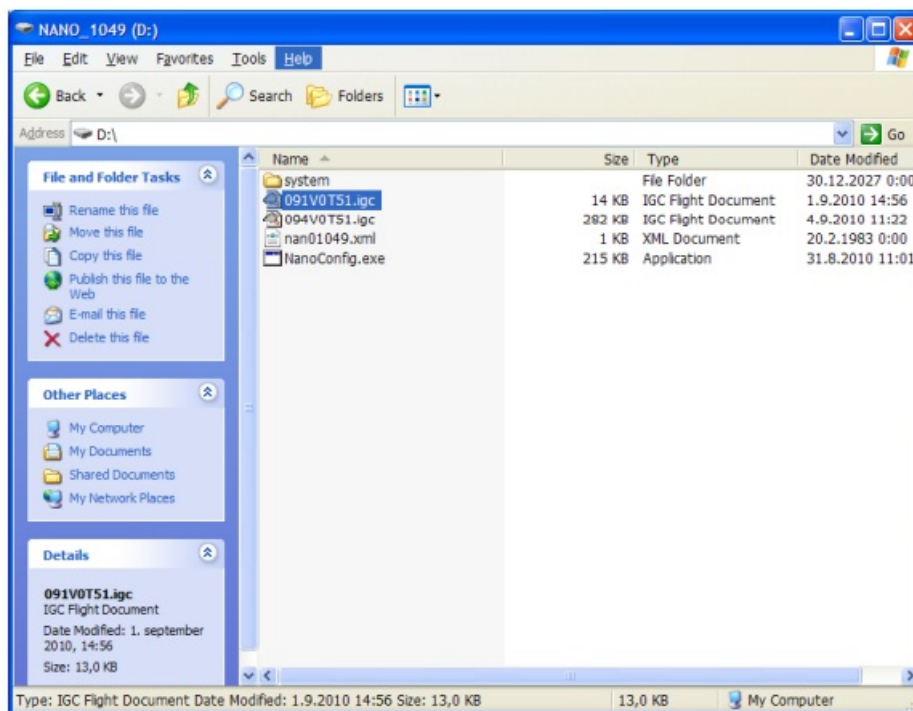 NANO_1049 (D:)
File Edit View Favorites Tools Help
Back Search Folders
Address D:\ Go
File and Folder Tasks
Rename this file
Move this file
Copy this file
Publish this file to the
Web
E-mail this file
Delete this file
Other Places
My Computer
My Documents
Shared Documents
My Network Places
Details
091V0T51.igc
IGC Flight Document
Date Modified: 1. september
2010, 14:56
Size: 13,0 KB
Name Size Type Date Modified
system File Folder 30.12.2027 0:00
091V0T51.igc 14 KB IGC Flight Document 1.9.2010 14:56
094V0T51.igc 282 KB IGC Flight Document 4.9.2010 11:22
nan01049.xml 1 KB XML Document 20.2.1983 0:00
NanoConfig.exe 215 KB Application 31.8.2010 11:01
Type: IGC Flight Document Date Modified: 1.9.2010 14:56 Size: 13,0 KB 13,0 KB My Computer